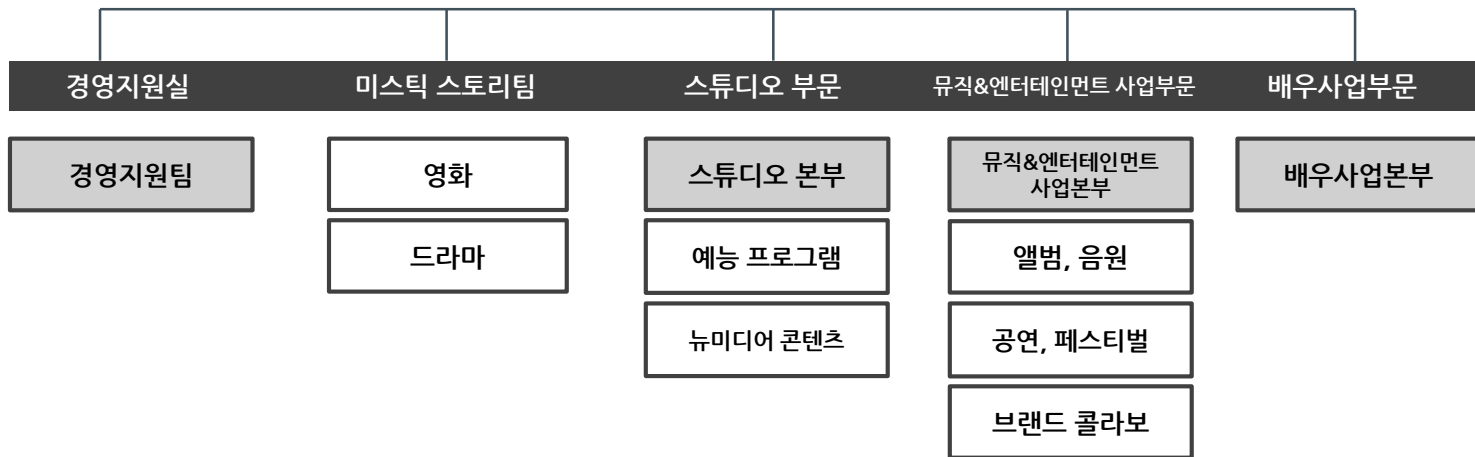 경영지원실
미스틱 스토리팀
스튜디오 부문
뮤직&엔터테인먼트 사업부문
배우사업부문
경영지원팀
영화
스튜디오 본부
뮤직&엔터테인먼트
사업본부
배우사업본부
드라마
예능 프로그램
앨범, 음원
뉴미디어 콘텐츠
공연, 페스티벌
브랜드 콜라보